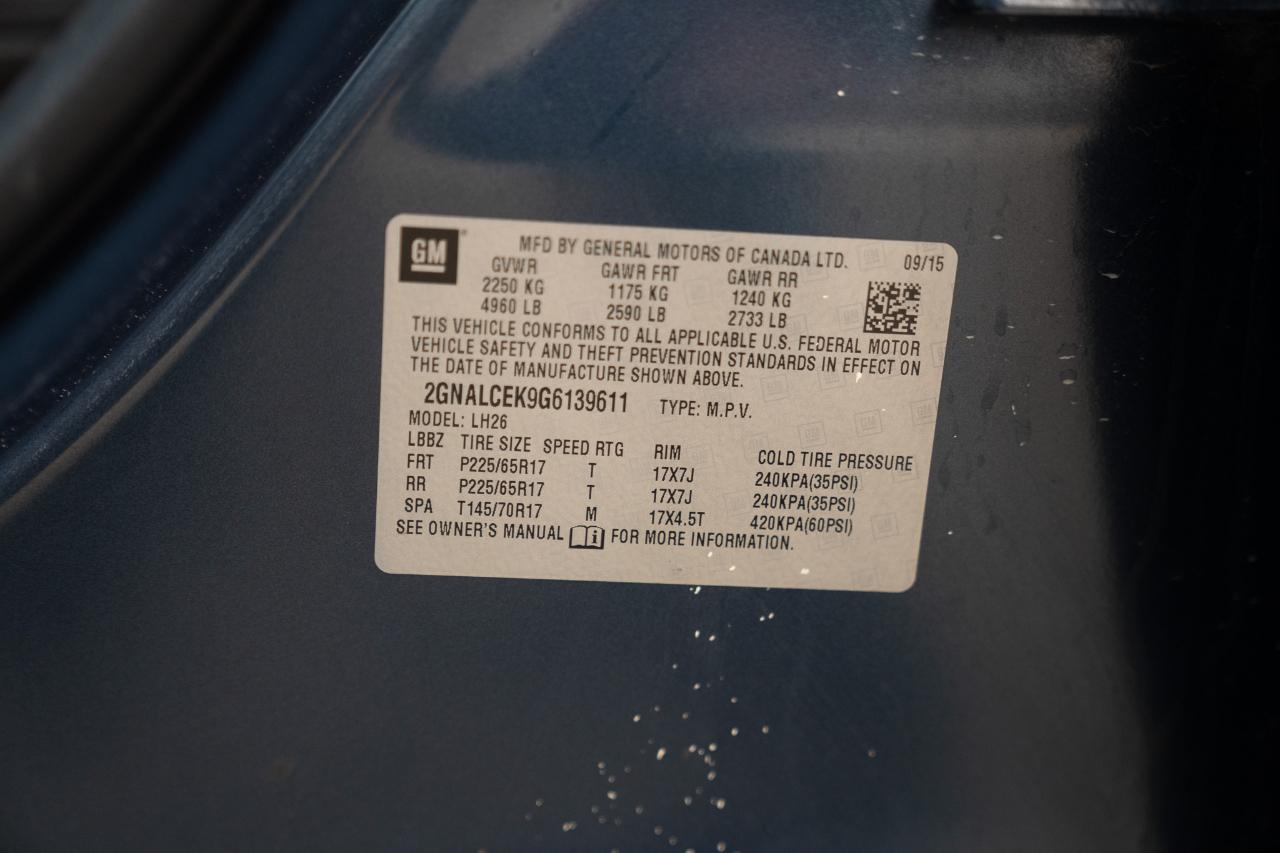 GM
MFD BY GENERAL MOTORS OF CANADA LTD. 09/15
GVWR GAWR FRT GAWR RR
2250 KG 1175 KG 1240 KG
4960 LB 2590 LB 2733 LB
THIS VEHICLE CONFORMS TO ALL APPLICABLE U.S. FEDERAL MOTOR
VEHICLE SAFETY AND THEFT PREVENTION STANDARDS IN EFFECT ON
THE DATE OF MANUFACTURE SHOWN ABOVE.
2GNALCEK9G6139611 TYPE: M.P.V.
MODEL: LH26
LBBZ TIRE SIZE SPEED RTG RIM COLD TIRE PRESSURE
FRT P225/65R17 T 17X7J 240KPA(35PSI)
RR P225/65R17 T 17X7J 240KPA(35PSI)
SPA T145/70R17 M 17X4.5T 420KPA(60PSI)
SEE OWNER'S MANUAL i FOR MORE INFORMATION.